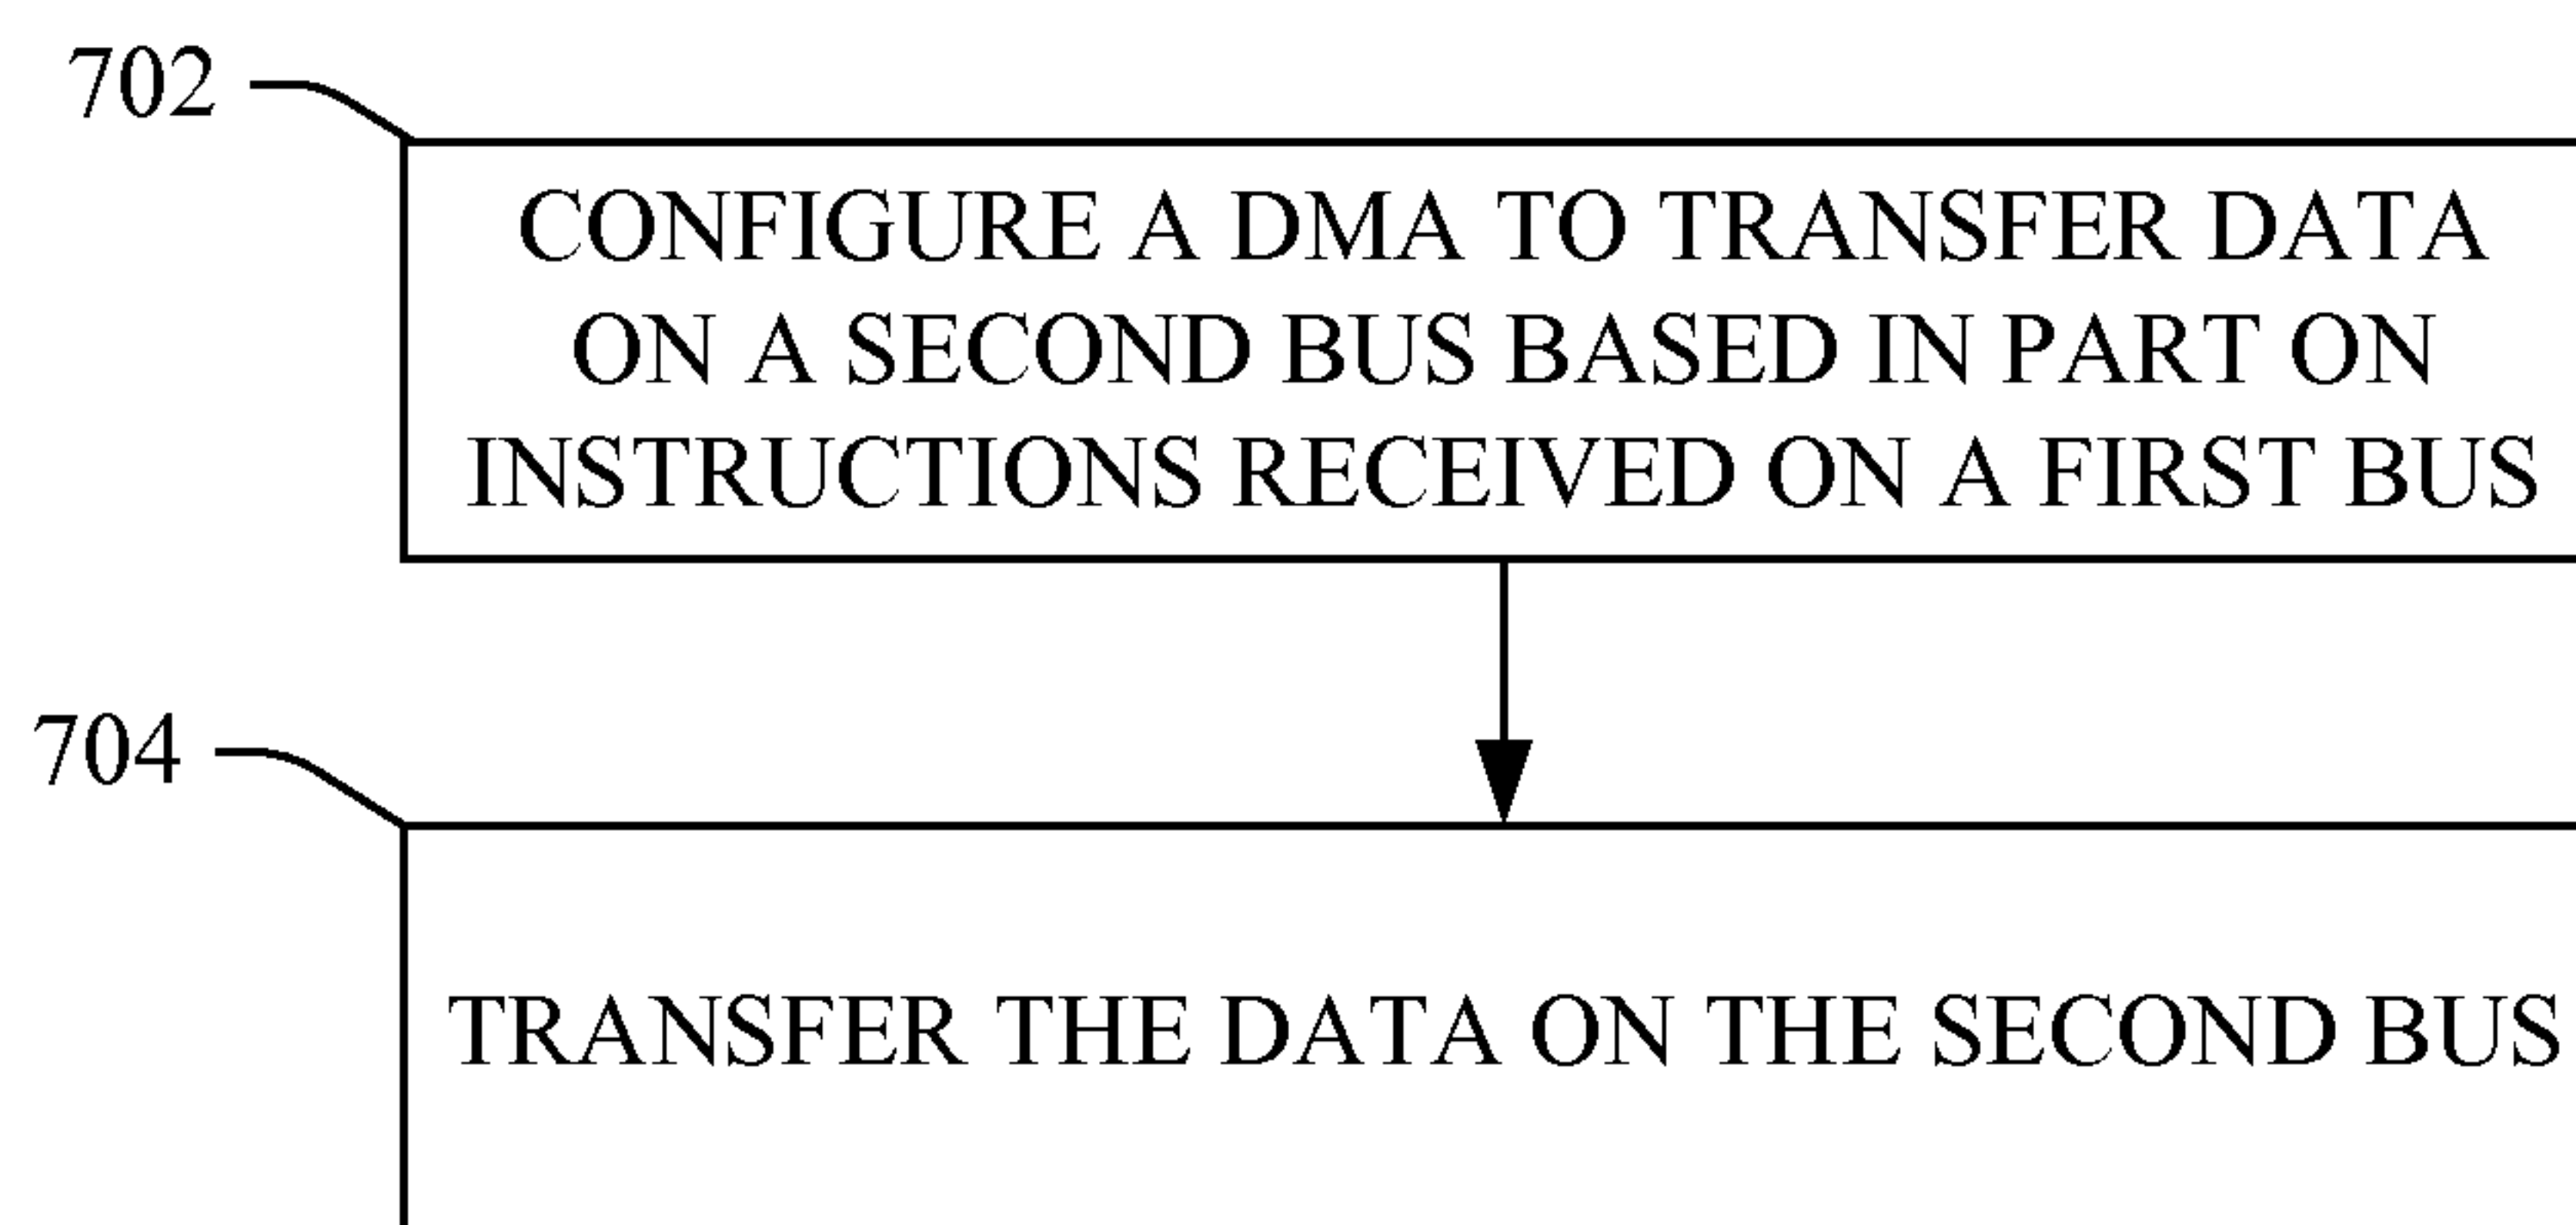 702
CONFIGURE A DMA TO TRANSFER DATA
ON A SECOND BUS BASED IN PART ON
INSTRUCTIONS RECEIVED ON A FIRST BUS
704
TRANSFER THE DATA ON THE SECOND BUS